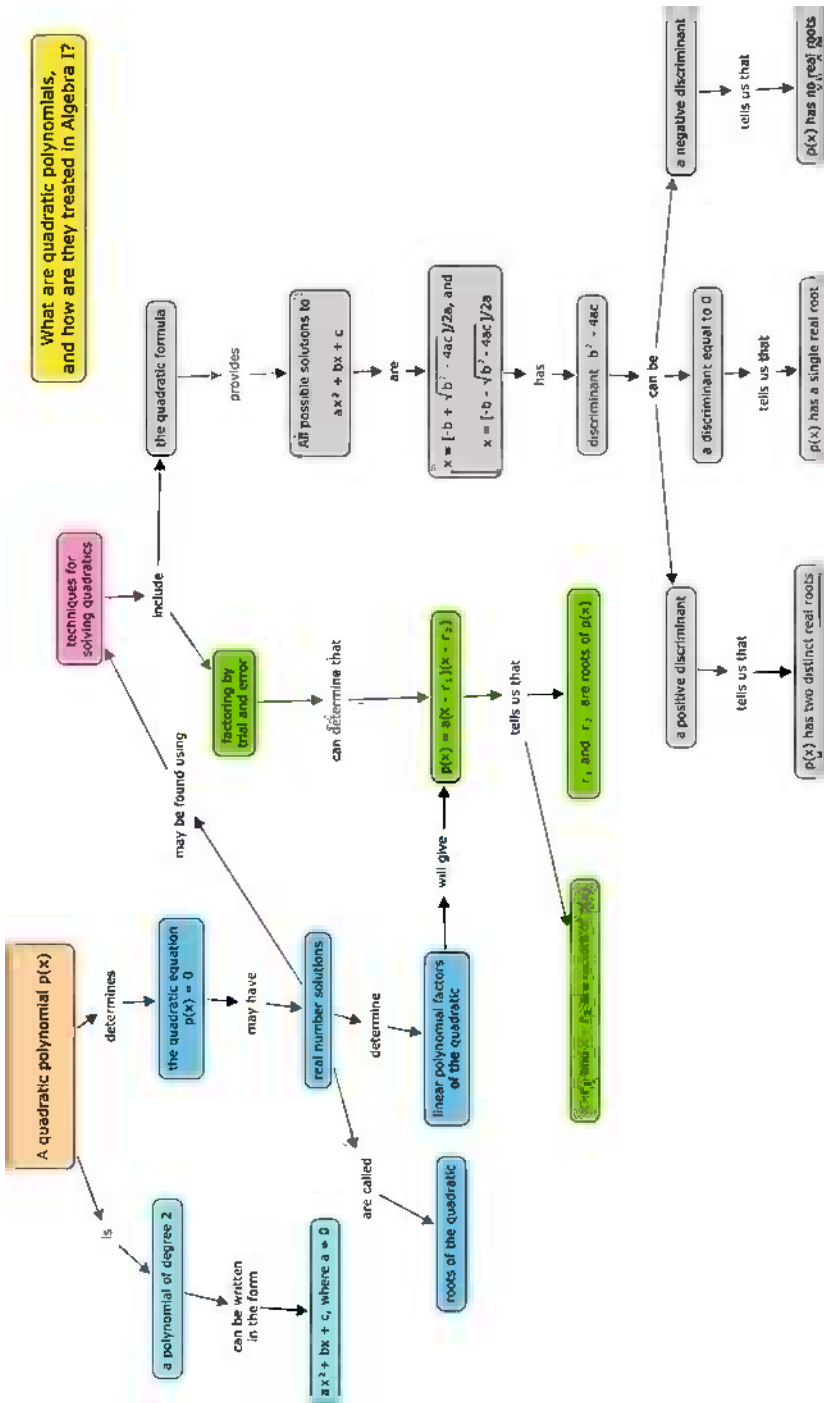 What are quadratic polynomials,
and how are they treated in Algebra I?
A quadratic polynomial p(x)
is
a polynomial of degree 2
can be written
in the form
ax² + bx + c, where a ≠ 0
determines
the quadratic equation
p(x) = 0
may have
real number solutions
are called
roots of the quadratic
determine
linear polynomial factors
of the quadratic
will give
may be found using
techniques for
solving quadratics
include
factoring by
trial and error
can determine that
p(x) = a(x - r₁)(x - r₂)
tells us that
r₁ and r₂ are roots of p(x)
the quadratic formula
provides
All possible solutions to
ax² + bx + c
are
x = [-b + √b² - 4ac ]/2a, and
x = [-b - √b² - 4ac ]/2a
has
discriminant b² - 4ac
can be
a positive discriminant
tells us that
p(x) has two distinct real roots
a discriminant equal to 0
tells us that
p(x) has a single real root
a negative discriminant
tells us that
p(x) has no real roots